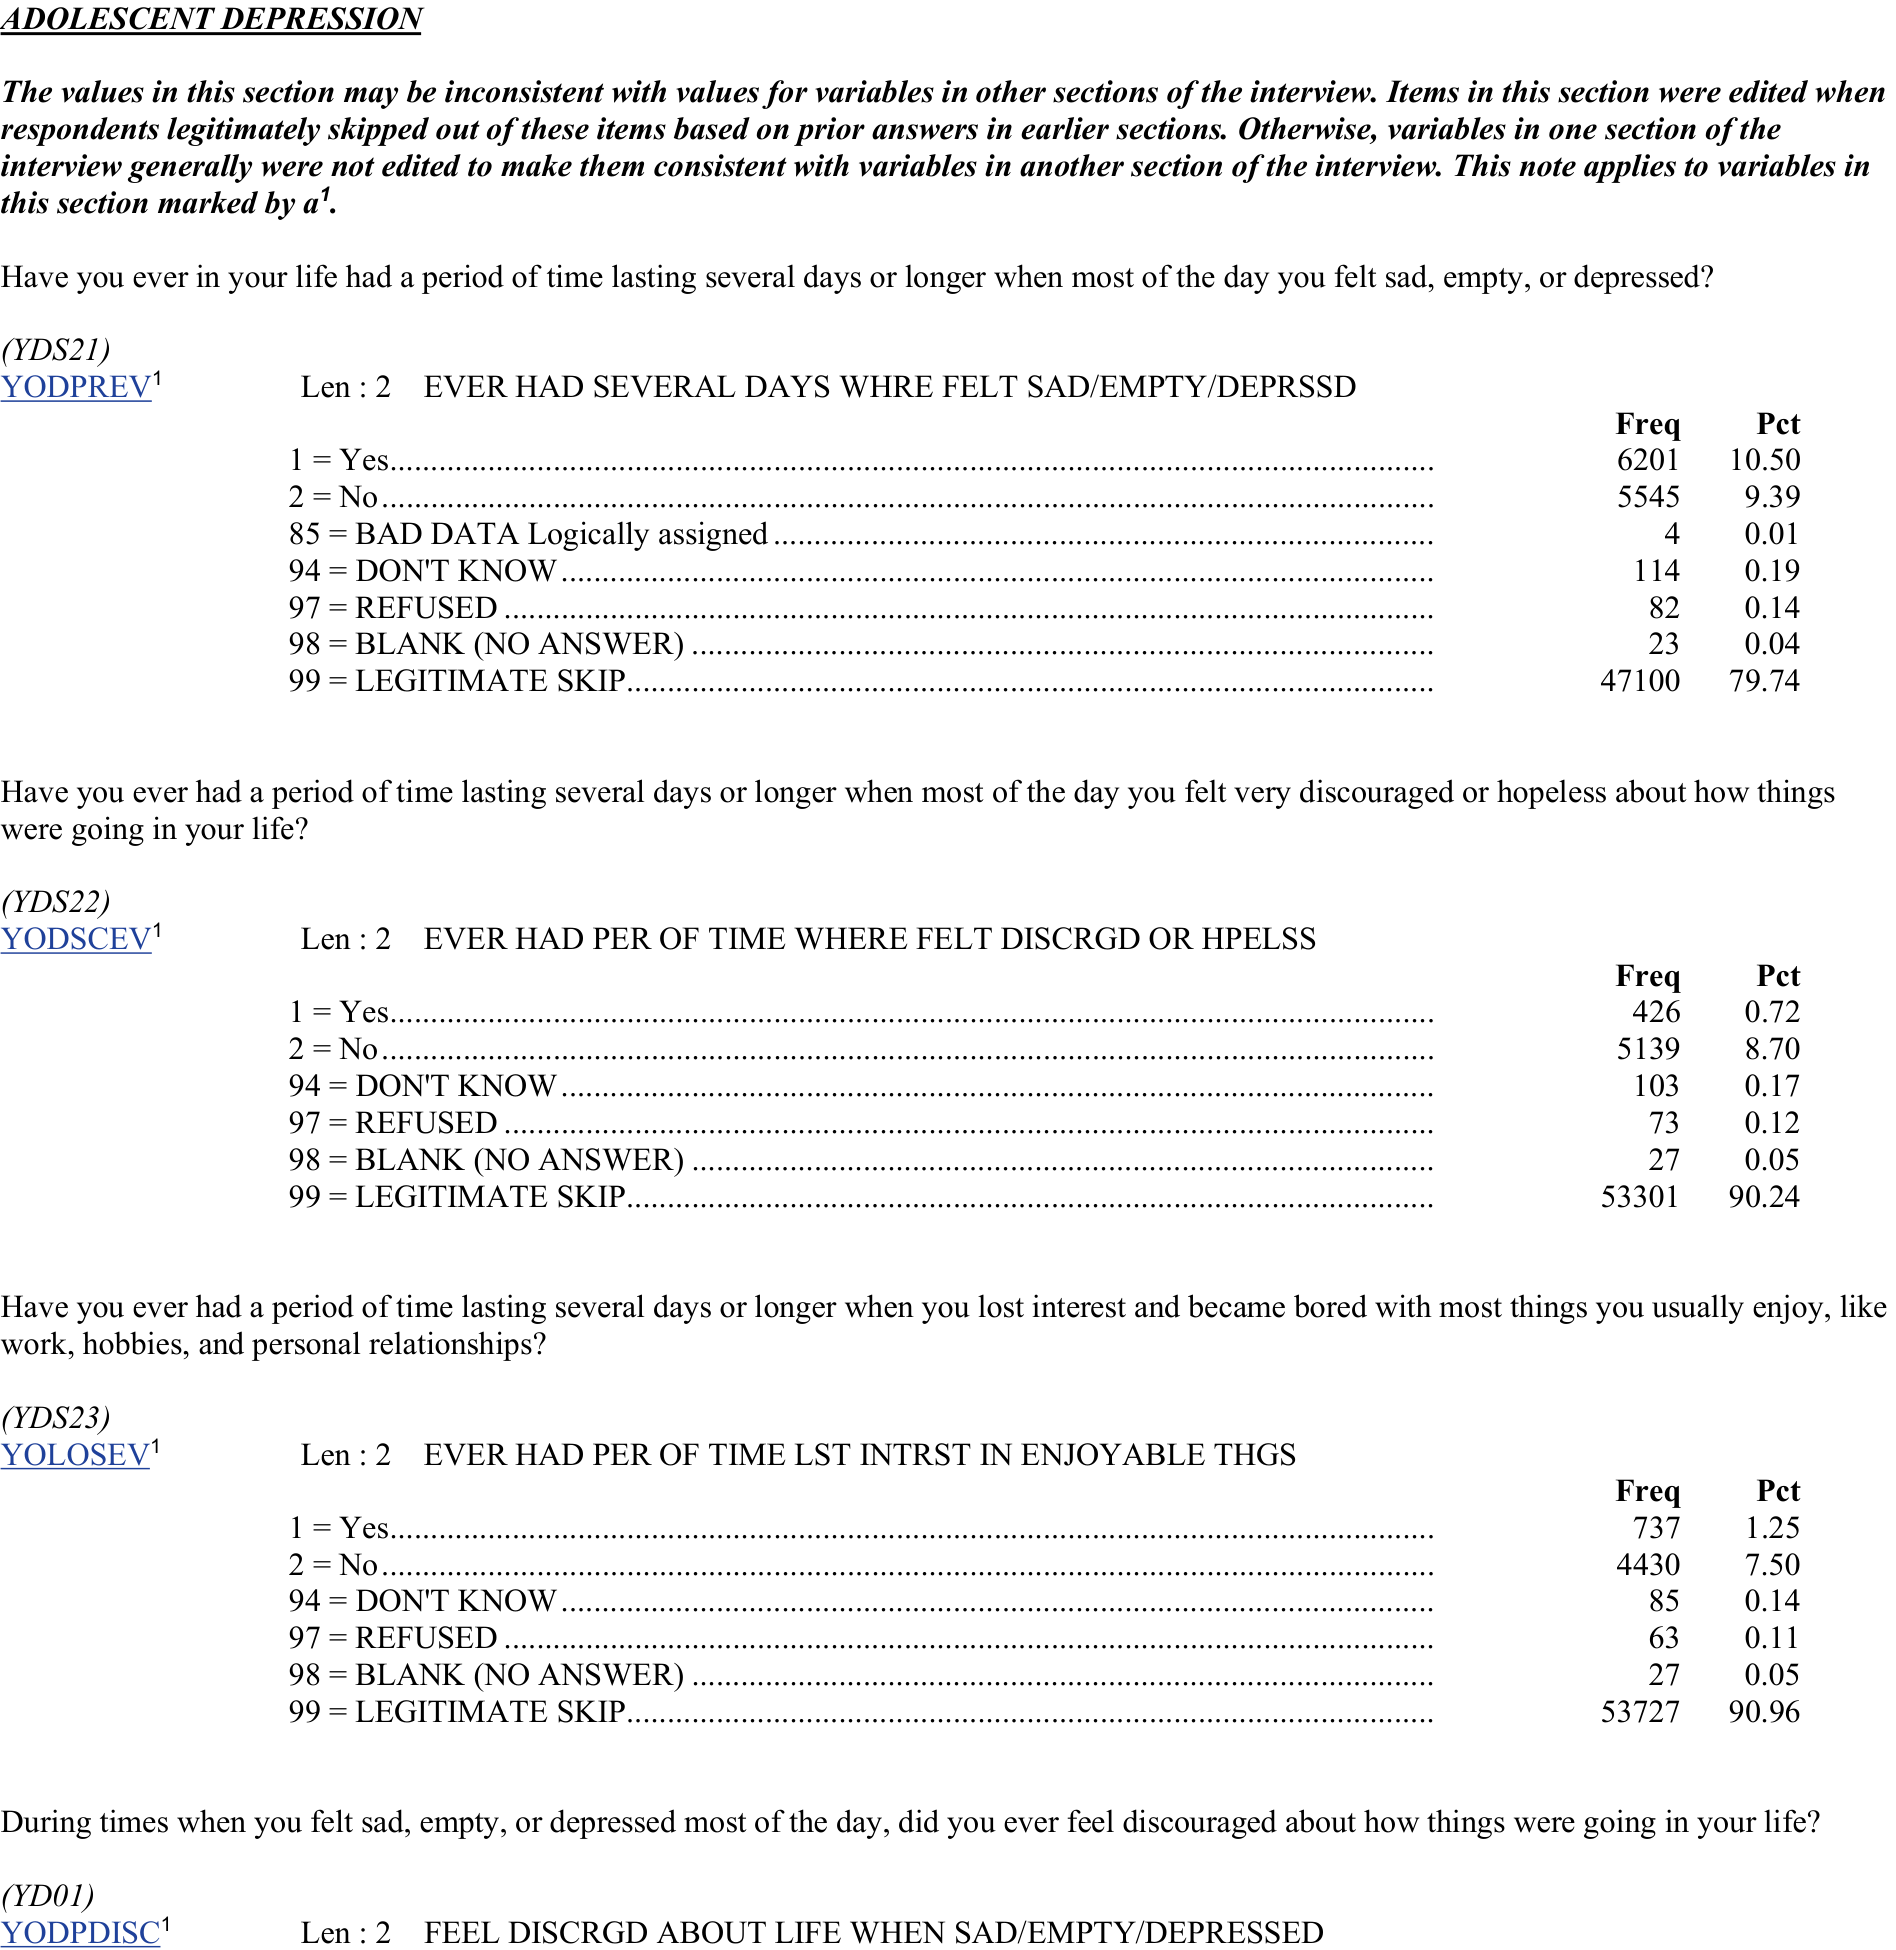 ADOLESCENT DEPRESSION
The values in this section may be inconsistent with values for variables in other sections of the interview. Items in this section were edited when
respondents legitimately skipped out of these items based on prior answers in earlier sections. Otherwise, variables in one section of the
interview generally were not edited to make them consistent with variables in another section of the interview. This note applies to variables in
this section marked by a¹.
Have you ever in your life had a period of time lasting several days or longer when most of the day you felt sad, empty, or depressed?
(YDS21)
YODPREV¹ Len : 2 EVER HAD SEVERAL DAYS WHRE FELT SAD/EMPTY/DEPRSSD
Freq Pct
1 = Yes................................................................ 6201 10.50
2 = No................................................................ 5545 9.39
85 = BAD DATA Logically assigned................................................................ 4 0.01
94 = DON'T KNOW................................................................ 114 0.19
97 = REFUSED................................................................ 82 0.14
98 = BLANK (NO ANSWER)................................................................ 23 0.04
99 = LEGITIMATE SKIP................................................................ 47100 79.74
Have you ever had a period of time lasting several days or longer when most of the day you felt very discouraged or hopeless about how things
were going in your life?
(YDS22)
YODSCEV¹ Len : 2 EVER HAD PER OF TIME WHERE FELT DISCRGD OR HPELSS
Freq Pct
1 = Yes................................................................ 426 0.72
2 = No................................................................ 5139 8.70
94 = DON'T KNOW................................................................ 103 0.17
97 = REFUSED................................................................ 73 0.12
98 = BLANK (NO ANSWER)................................................................ 27 0.05
99 = LEGITIMATE SKIP................................................................ 53301 90.24
Have you ever had a period of time lasting several days or longer when you lost interest and became bored with most things you usually enjoy, like
work, hobbies, and personal relationships?
(YDS23)
YOLOSEV¹ Len : 2 EVER HAD PER OF TIME LST INTRST IN ENJOYABLE THGS
Freq Pct
1 = Yes................................................................ 737 1.25
2 = No................................................................ 4430 7.50
94 = DON'T KNOW................................................................ 85 0.14
97 = REFUSED................................................................ 63 0.11
98 = BLANK (NO ANSWER)................................................................ 27 0.05
99 = LEGITIMATE SKIP................................................................ 53727 90.96
During times when you felt sad, empty, or depressed most of the day, did you ever feel discouraged about how things were going in your life?
(YD01)
YODPDISC¹ Len : 2 FEEL DISCRGD ABOUT LIFE WHEN SAD/EMPTY/DEPRESSED